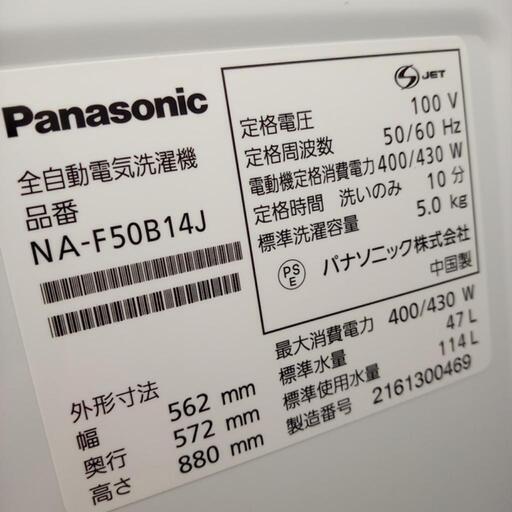 Panasonic
全自動電気洗濯機
品番
NA-F50B14J
外形寸法
幅 562 mm
奥行 572 mm
高さ 880 mm
S JET
定格電圧 100 V
定格周波数 50/60 Hz
電動機定格消費電力 400/430 W
定格時間 洗いのみ 10 分
標準洗濯容量 5.0 kg
PS E パナソニック株式会社
中国製
最大消費電力 400/430 W
標準水量 47 L
標準使用水量 114 L
製造番号 2161300469